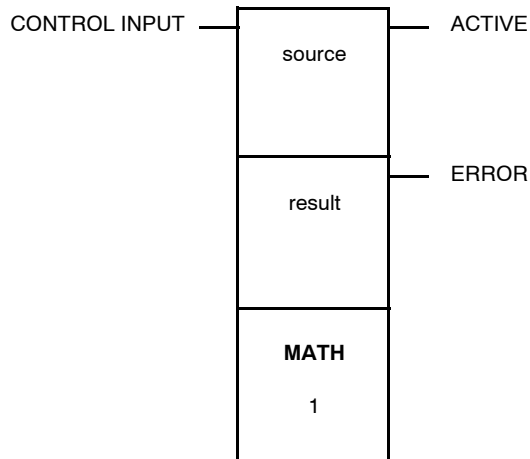 CONTROL INPUT
source
ACTIVE
ERROR
result
MATH
1